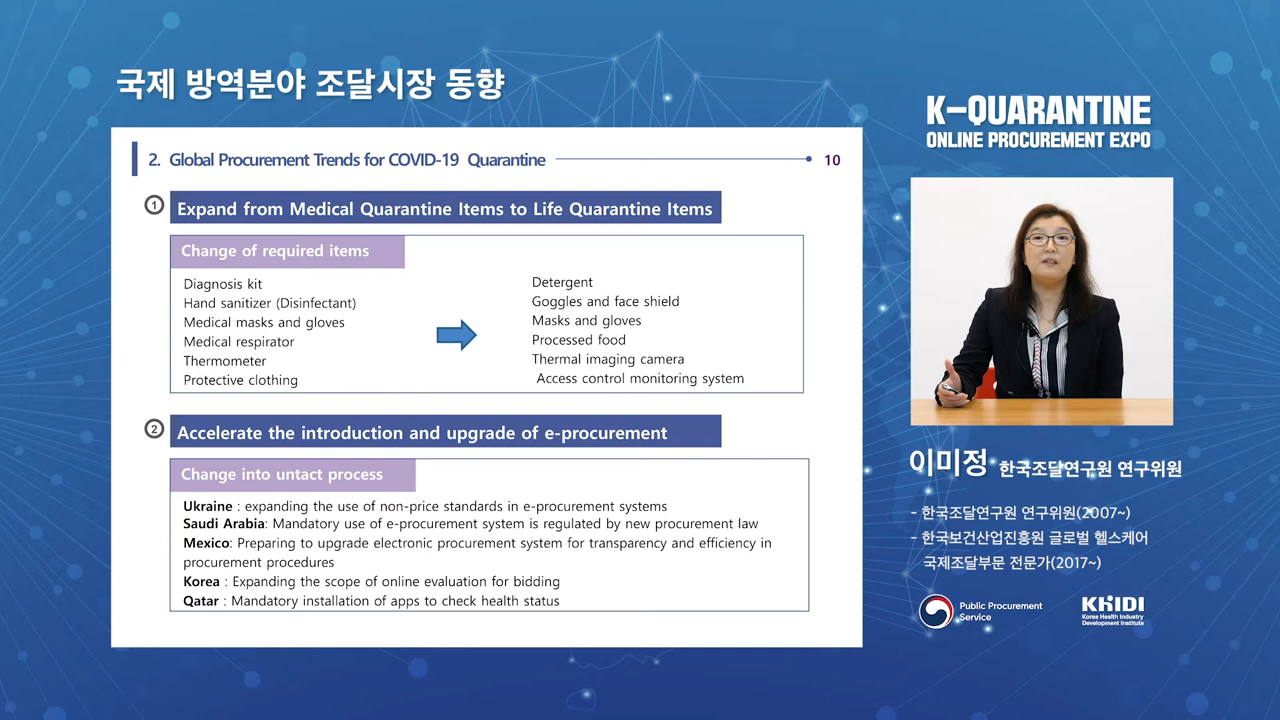 국제 방역분야 조달시장 동향
2. Global Procurement Trends for COVID-19 Quarantine
10
① Expand from Medical Quarantine Items to Life Quarantine Items
Change of required items
Diagnosis kit
Hand sanitizer (Disinfectant)
Medical masks and gloves
Medical respirator
Thermometer
Protective clothing
Detergent
Goggles and face shield
Masks and gloves
Processed food
Thermal imaging camera
Access control monitoring system
② Accelerate the introduction and upgrade of e-procurement
Change into untact process
Ukraine : expanding the use of non-price standards in e-procurement systems
Saudi Arabia: Mandatory use of e-procurement system is regulated by new procurement law
Mexico: Preparing to upgrade electronic procurement system for transparency and efficiency in
procurement procedures
Korea : Expanding the scope of online evaluation for bidding
Qatar : Mandatory installation of apps to check health status
K-QUARANTINE
ONLINE PROCUREMENT EXPO
이미정 한국조달연구원 연구위원
- 한국조달연구원 연구위원(2007~)
- 한국보건산업진흥원 글로벌 헬스케어
국제조달부문 전문가(2017~)
Public Procurement
Service
KHIDI
Korea Health Industry
Development Institute